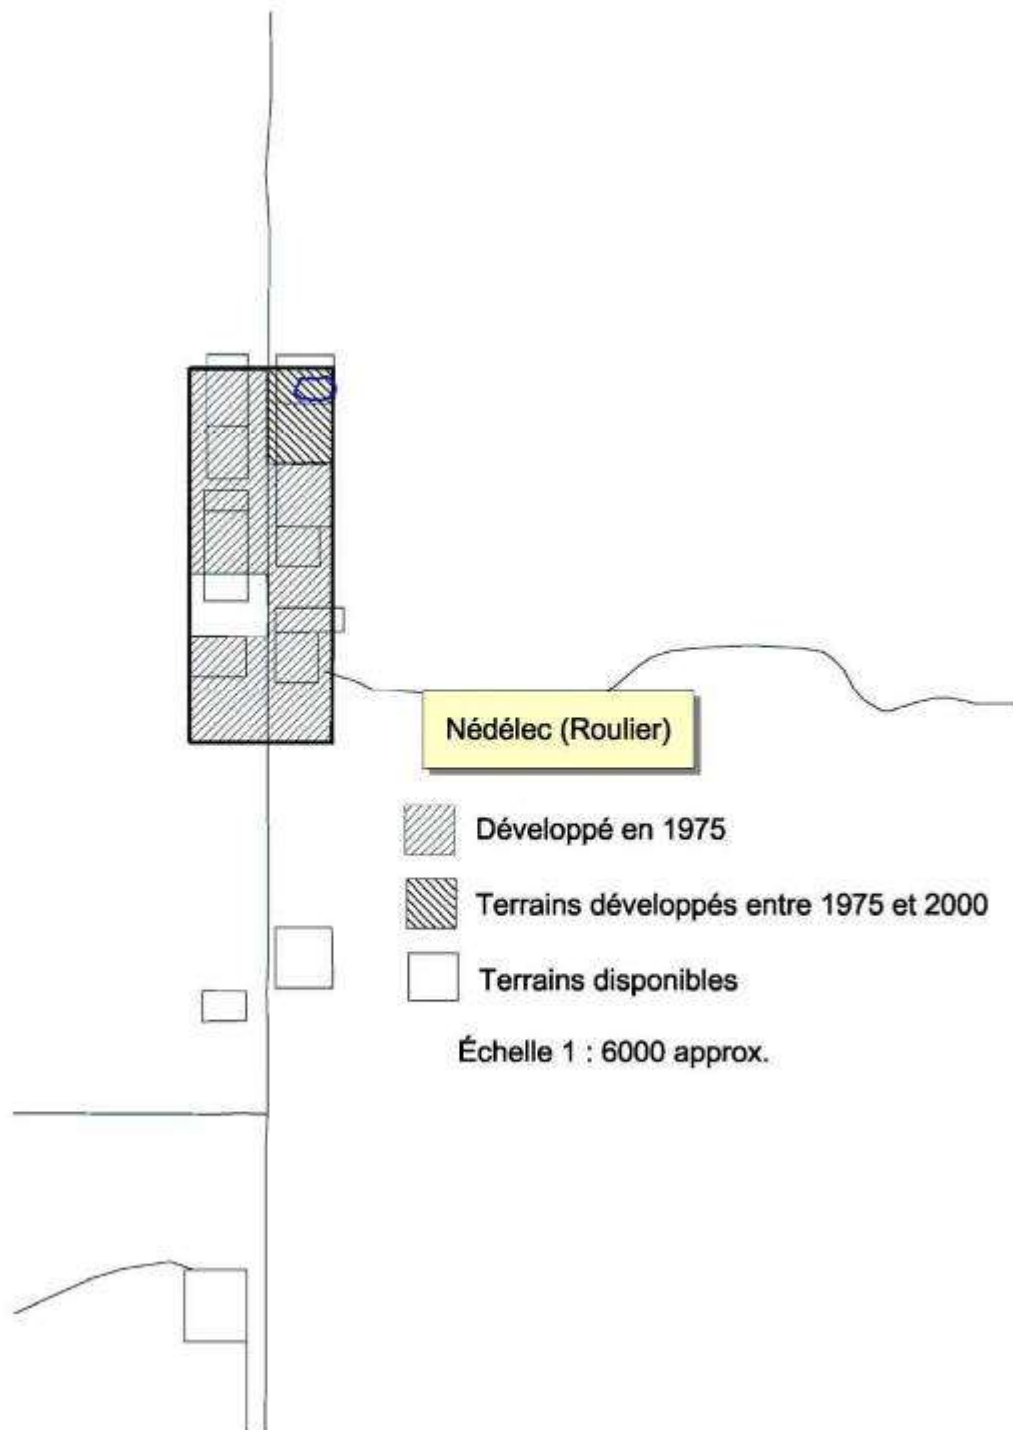 Nédélec (Roulier)
Développé en 1975
Terrains développés entre 1975 et 2000
Terrains disponibles
Échelle 1 : 6000 approx.